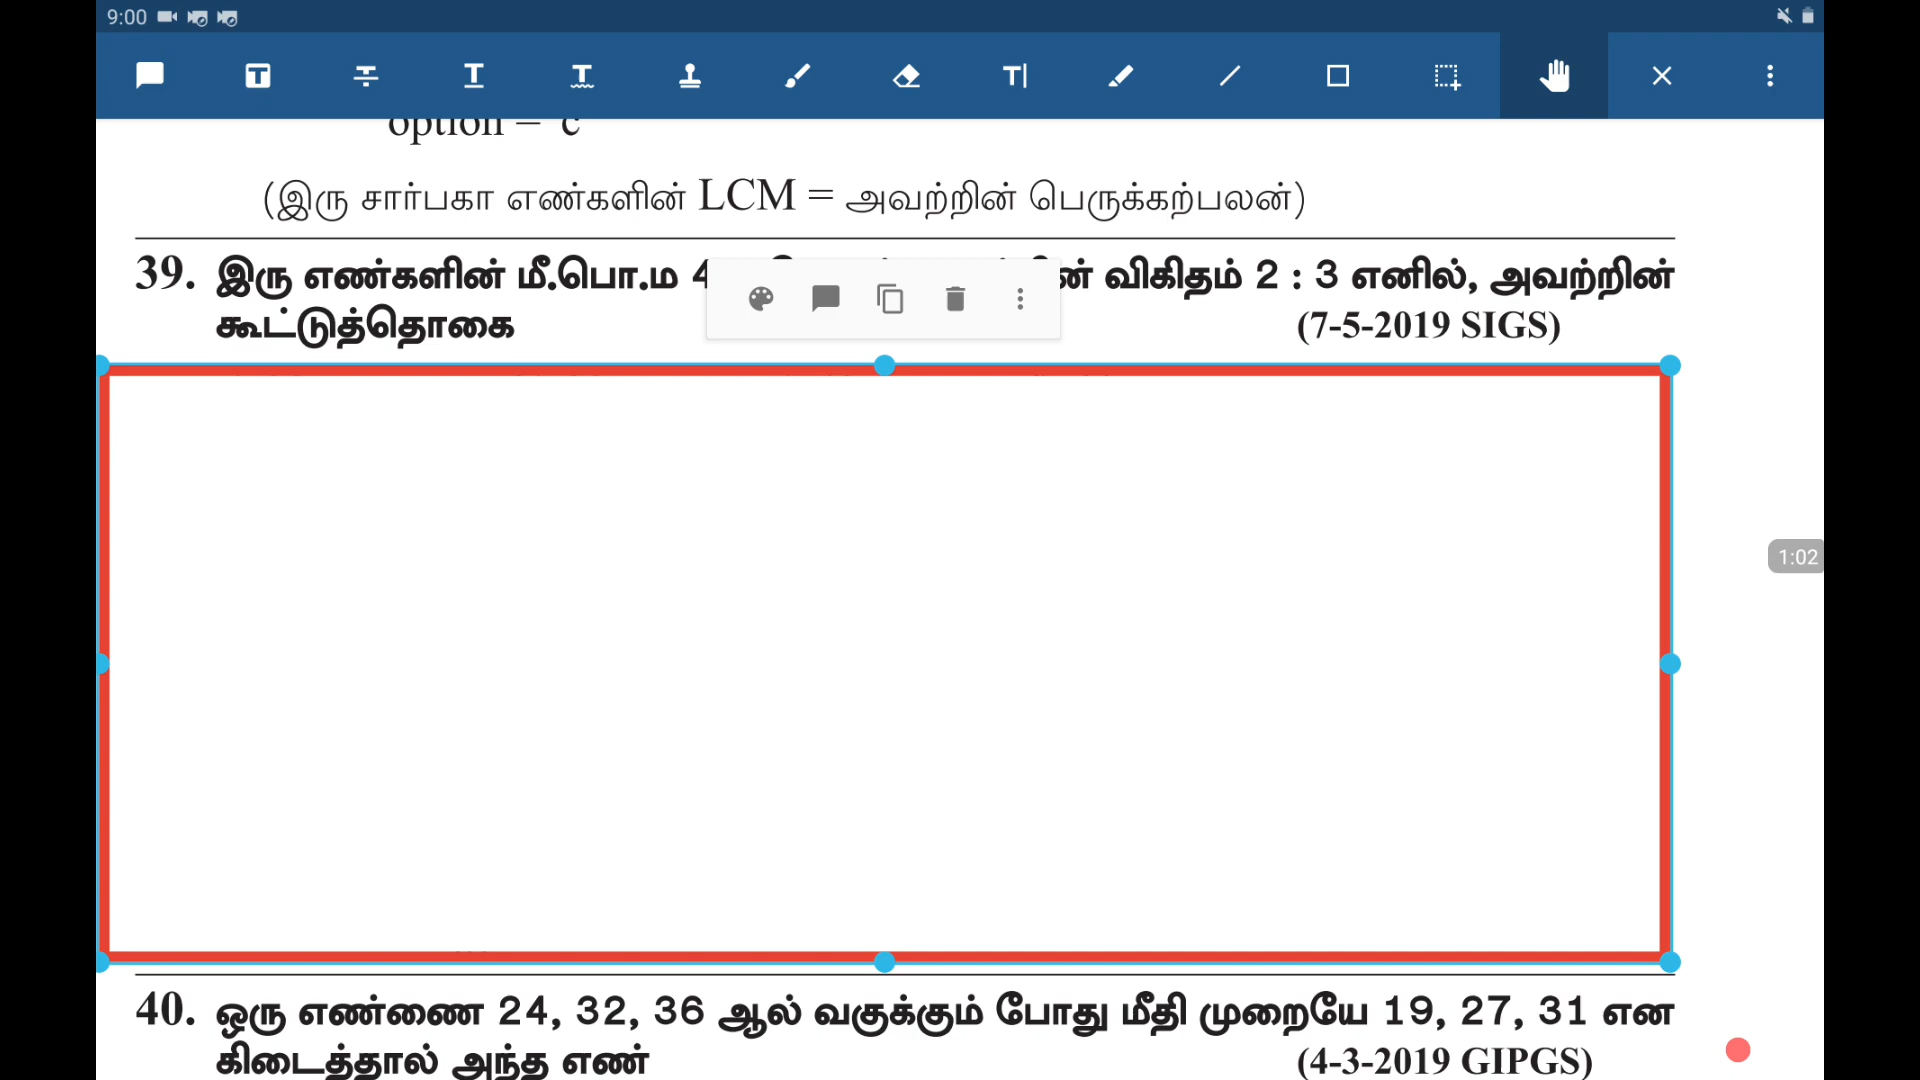 9:00
option = c
(இரு சார்பகா எண்களின் LCM = அவற்றின் பெருக்கற்பலன்)
39. இரு எண்களின் மீ.பொ.ம 4 விகிதம் 2 : 3 எனில், அவற்றின்
கூட்டுத்தொகை (7-5-2019 SIGS)
1:02
40. ஒரு எண்ணை 24, 32, 36 ஆல் வகுக்கும் போது மீதி முறையே 19, 27, 31 என
கிடைத்தால் அந்த எண் (4-3-2019 GIPGS)